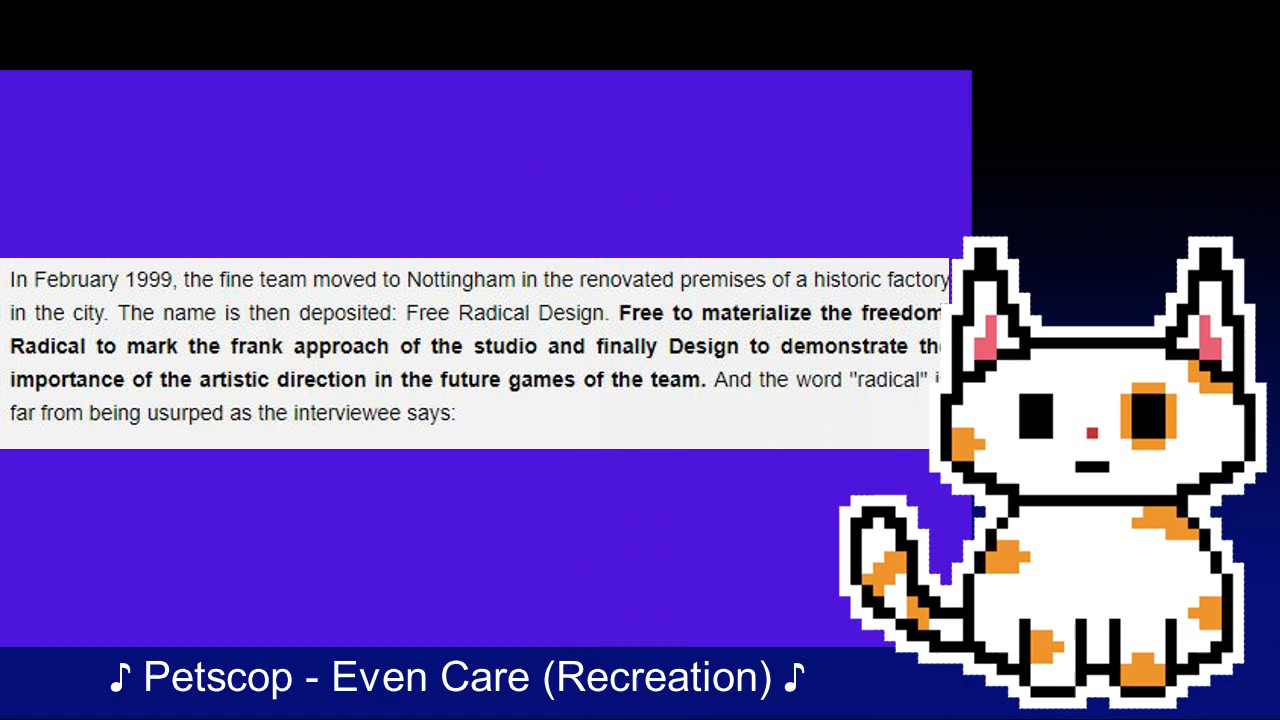 In February 1999, the fine team moved to Nottingham in the renovated premises of a historic factory
in the city. The name is then deposited: Free Radical Design. Free to materialize the freedom
Radical to mark the frank approach of the studio and finally Design to demonstrate
importance of the artistic direction in the future games of the team. And the word "radical"
far from being usurped as the interviewee says:
♪ Petscop - Even Care (Recreation) ♪